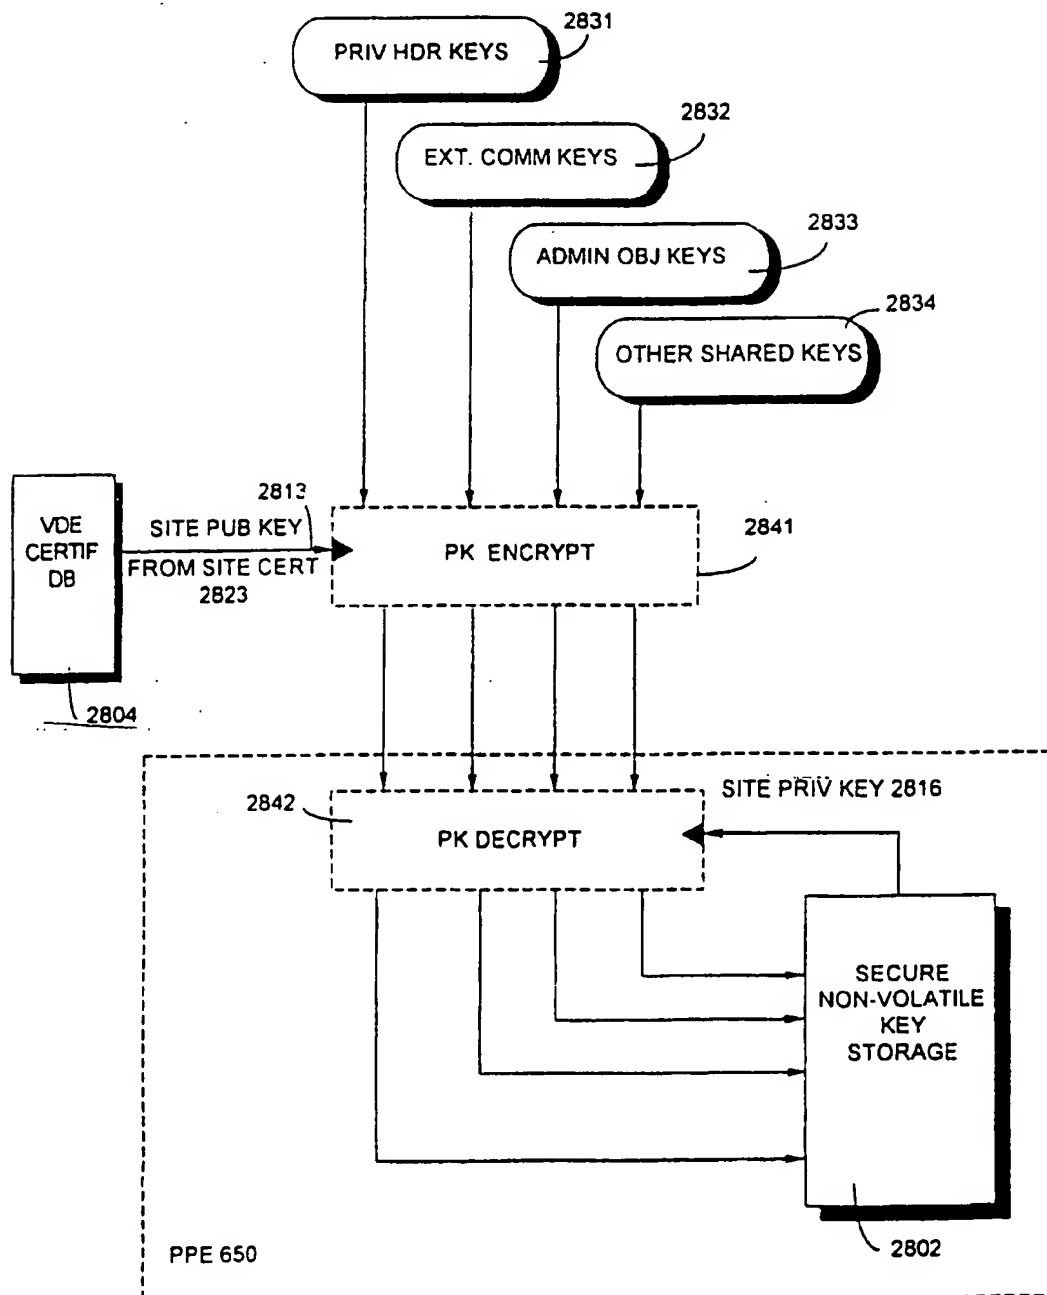 2831
PRIV HDR KEYS
2832
EXT. COMM KEYS
2833
ADMIN OBJ KEYS
2834
OTHER SHARED KEYS
VDE
CERTIF
DB
2804
2813
SITE PUB KEY
FROM SITE CERT
2823
PK ENCRYPT
2841
2842
PK DECRYPT
SITE PRIV KEY 2816
SECURE
NON-VOLATILE
KEY
STORAGE
2802
PPE 650